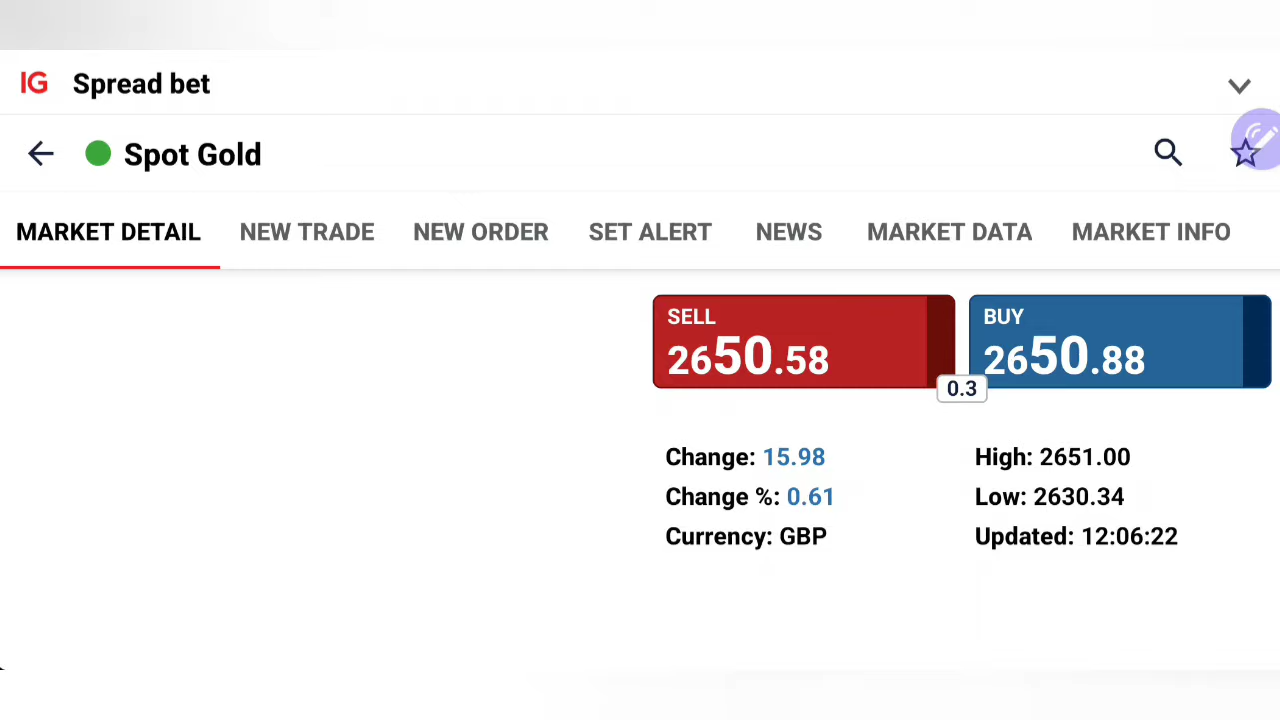 IG Spread bet
Spot Gold
MARKET DETAIL NEW TRADE NEW ORDER SET ALERT NEWS MARKET DATA MARKET INFO
SELL BUY
2650.58 2650.88
0.3
Change: 15.98 High: 2651.00
Change %: 0.61 Low: 2630.34
Currency: GBP Updated: 12:06:22